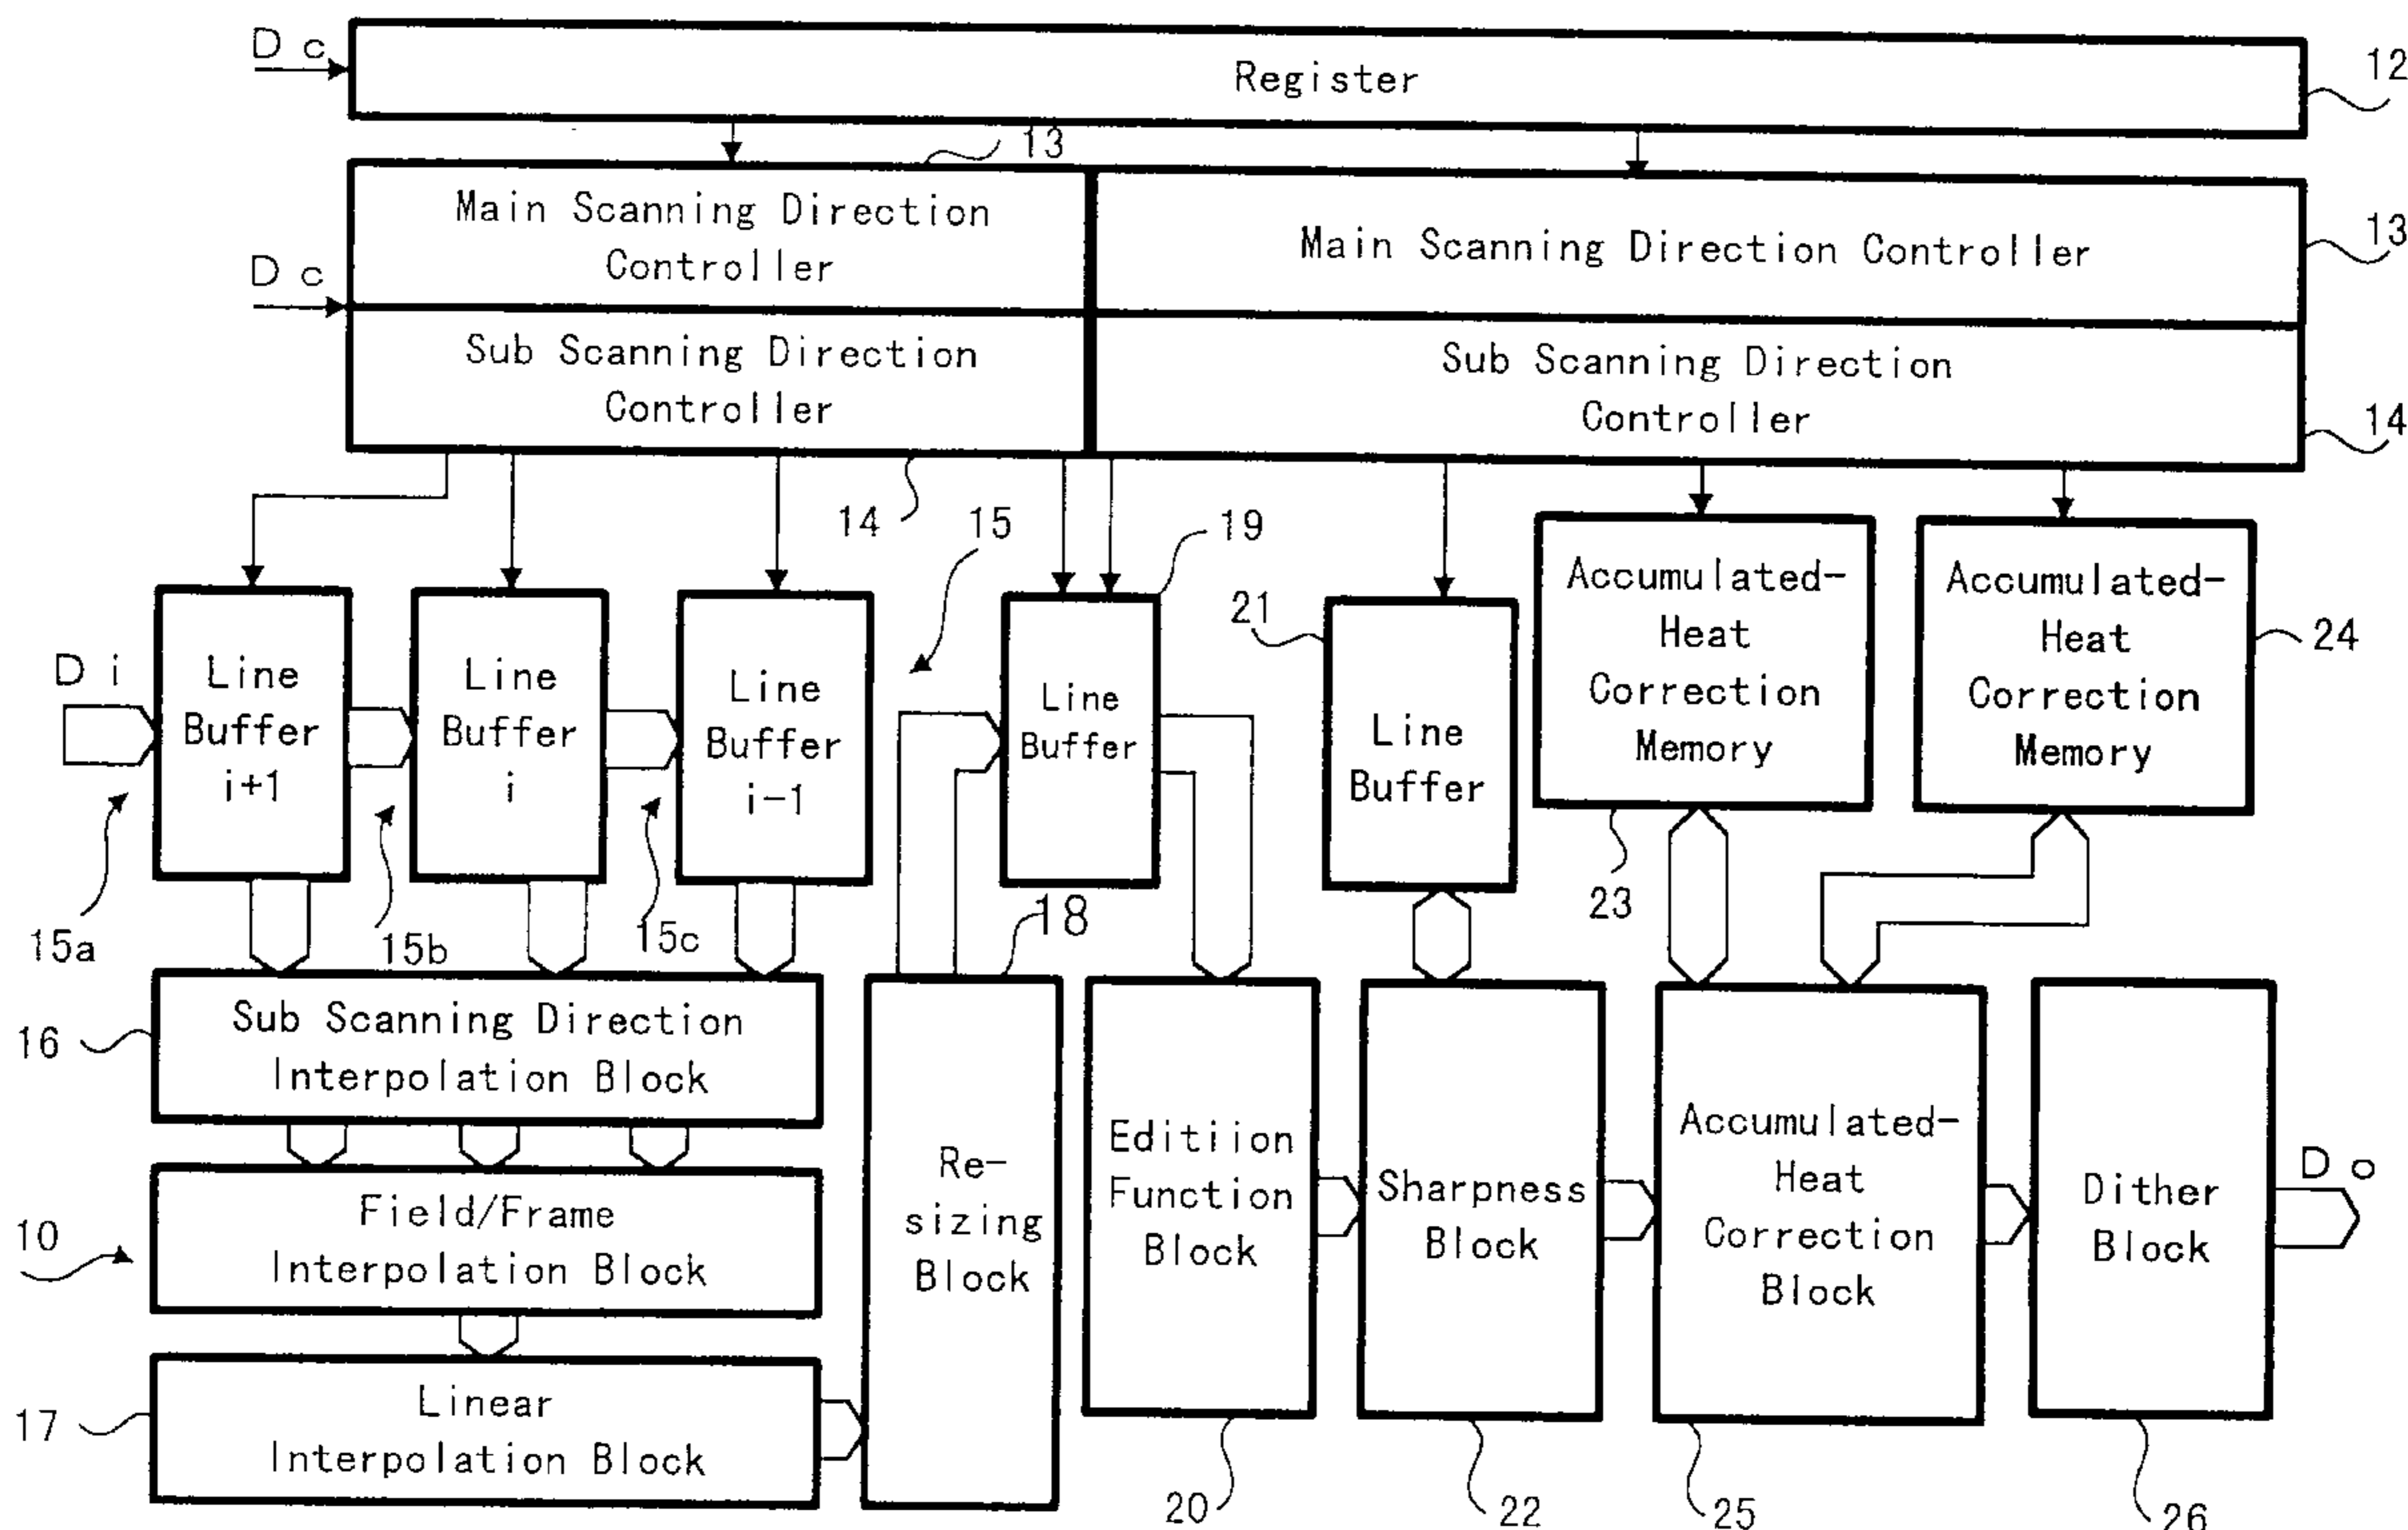 D c
Register
12
13
Main Scanning Direction
Controller
Main Scanning Direction Controller
13
D c
Sub Scanning Direction
Controller
Sub Scanning Direction
Controller
14
14
15
19
21
Accumulated-
Heat
Correction
Memory
Accumulated-
Heat
Correction
Memory
24
D i
Line
Buffer
i+1
Line
Buffer
i
Line
Buffer
i-1
Line
Buffer
Line
Buffer
15a
15b
15c
18
23
16
Sub Scanning Direction
Interpolation Block
10
Field/Frame
Interpolation Block
17
Linear
Interpolation Block
Re-
sizing
Block
Editiion
Function
Block
Sharpness
Block
Accumulated-
Heat
Correction
Block
Dither
Block
D o
20
22
25
26